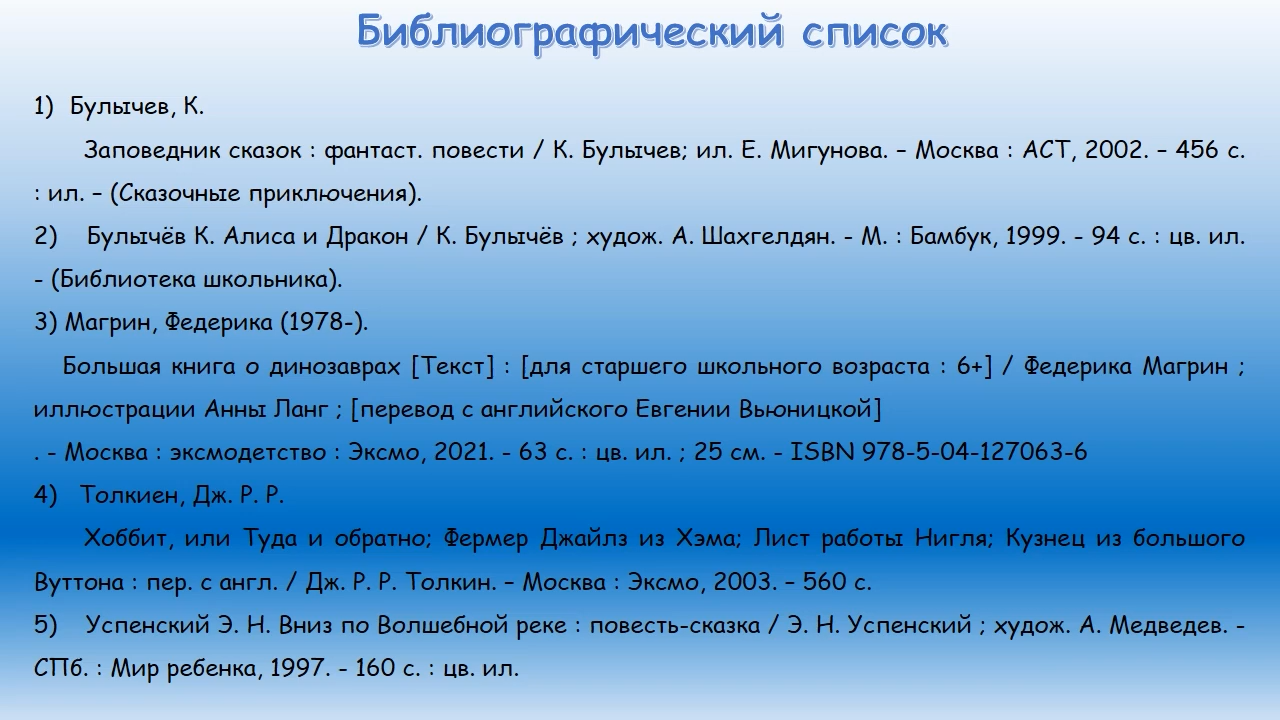 Библиографический список
1) Булычев, К.
Заповедник сказок : фантаст. повести / К. Булычев; ил. Е. Мигунова. – Москва : АСТ, 2002. – 456 с.
: ил. – (Сказочные приключения).
2) Булычёв К. Алиса и Дракон / К. Булычёв ; худож. А. Шахгелдян. - М. : Бамбук, 1999. - 94 с. : цв. ил.
- (Библиотека школьника).
3) Магрин, Федерика (1978-).
Большая книга о динозаврах [Текст] : [для старшего школьного возраста : 6+] / Федерика Магрин ;
иллюстрации Анны Ланг ; [перевод с английского Евгении Вьюницкой]
. - Москва : эксмодетство : Эксмо, 2021. - 63 с. : цв. ил. ; 25 см. - ISBN 978-5-04-127063-6
4) Толкиен, Дж. Р. Р.
Хоббит, или Туда и обратно; Фермер Джайлз из Хэма; Лист работы Нигля; Кузнец из большого
Вуттона : пер. с англ. / Дж. Р. Р. Толкин. – Москва : Эксмо, 2003. – 560 с.
5) Успенский Э. Н. Вниз по Волшебной реке : повесть-сказка / Э. Н. Успенский ; худож. А. Медведев. -
СПб. : Мир ребенка, 1997. - 160 с. : цв. ил.